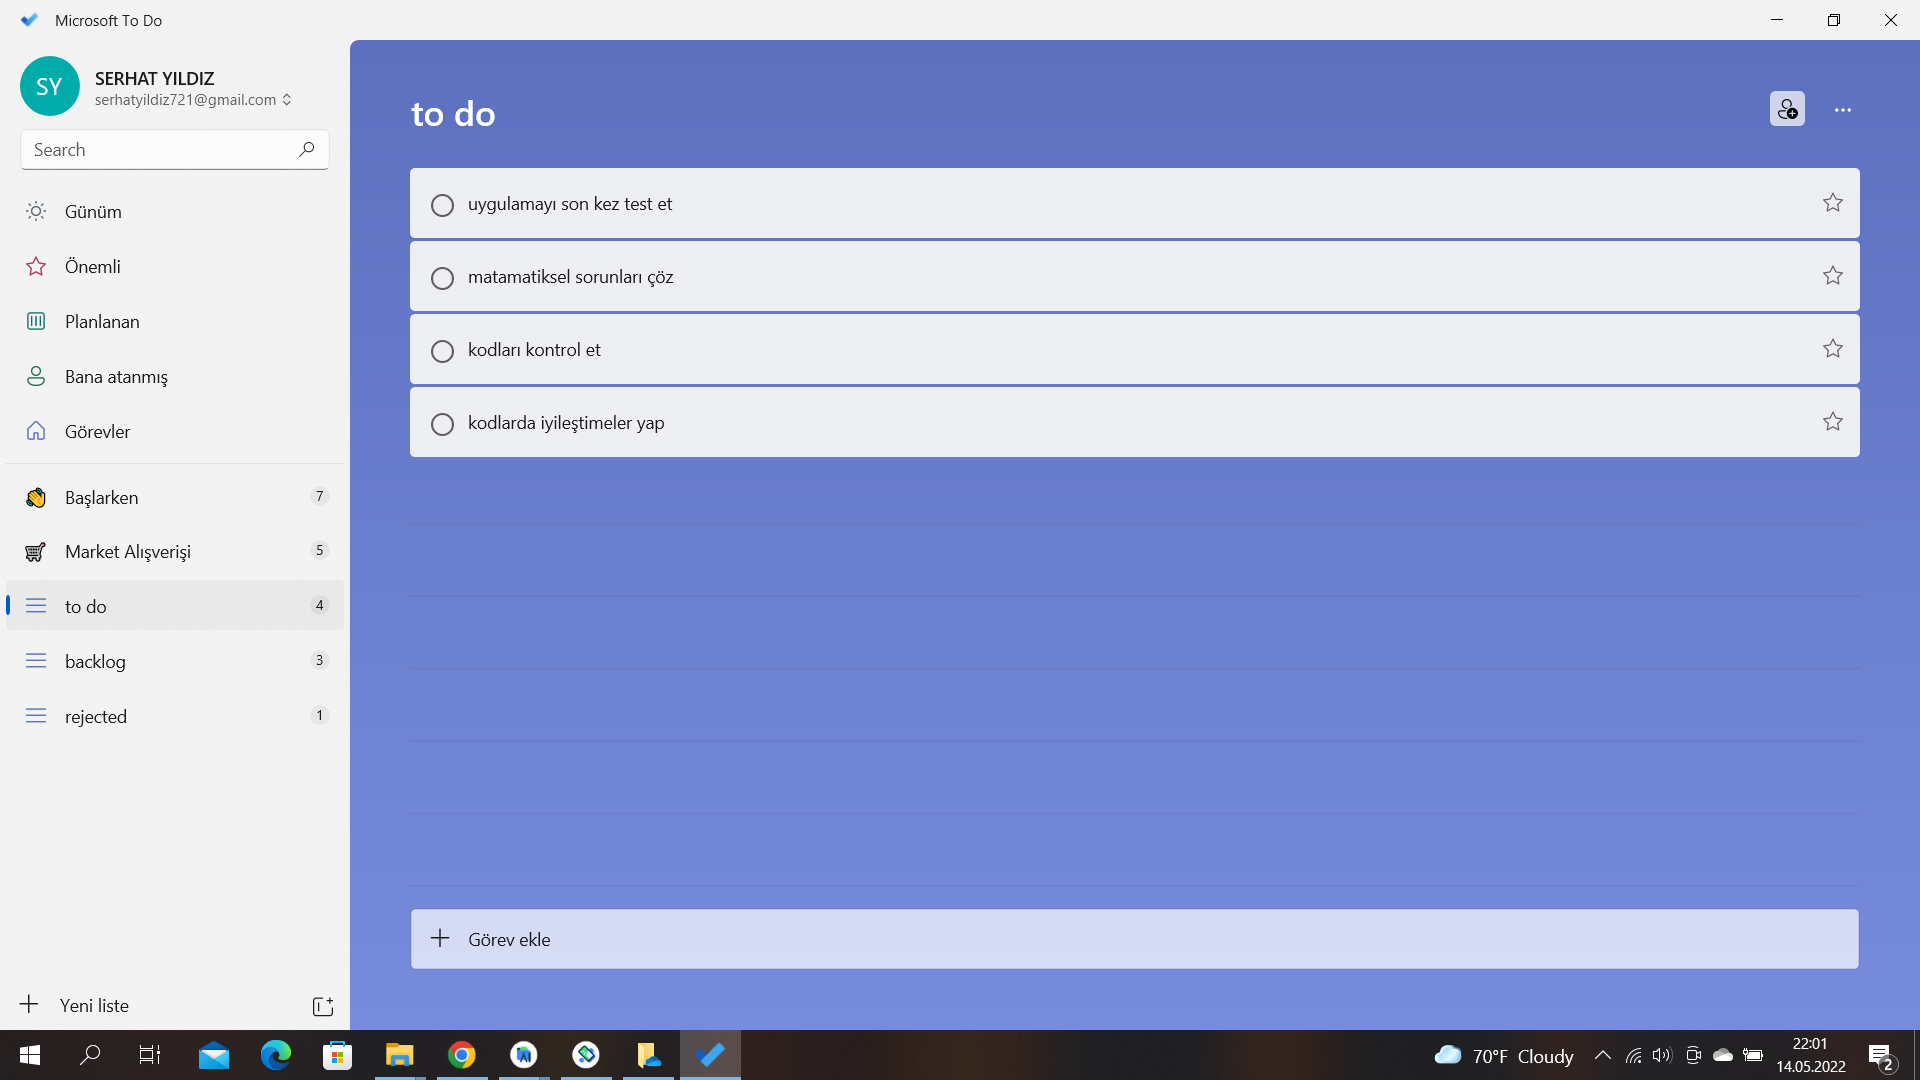 Microsoft To Do
SY
SERHAT YILDIZ
serhatyildiz721@gmail.com
Search
Günüm
Önemli
Planlanan
Bana atanmış
Görevler
Başlarken 7
Market Alışverişi 5
to do 4
backlog 3
rejected 1
Yeni liste
to do
uygulamayı son kez test et
matamatiksel sorunları çöz
kodları kontrol et
kodlarda iyileştimeler yap
Görev ekle
70°F Cloudy
22:01
14.05.2022
2